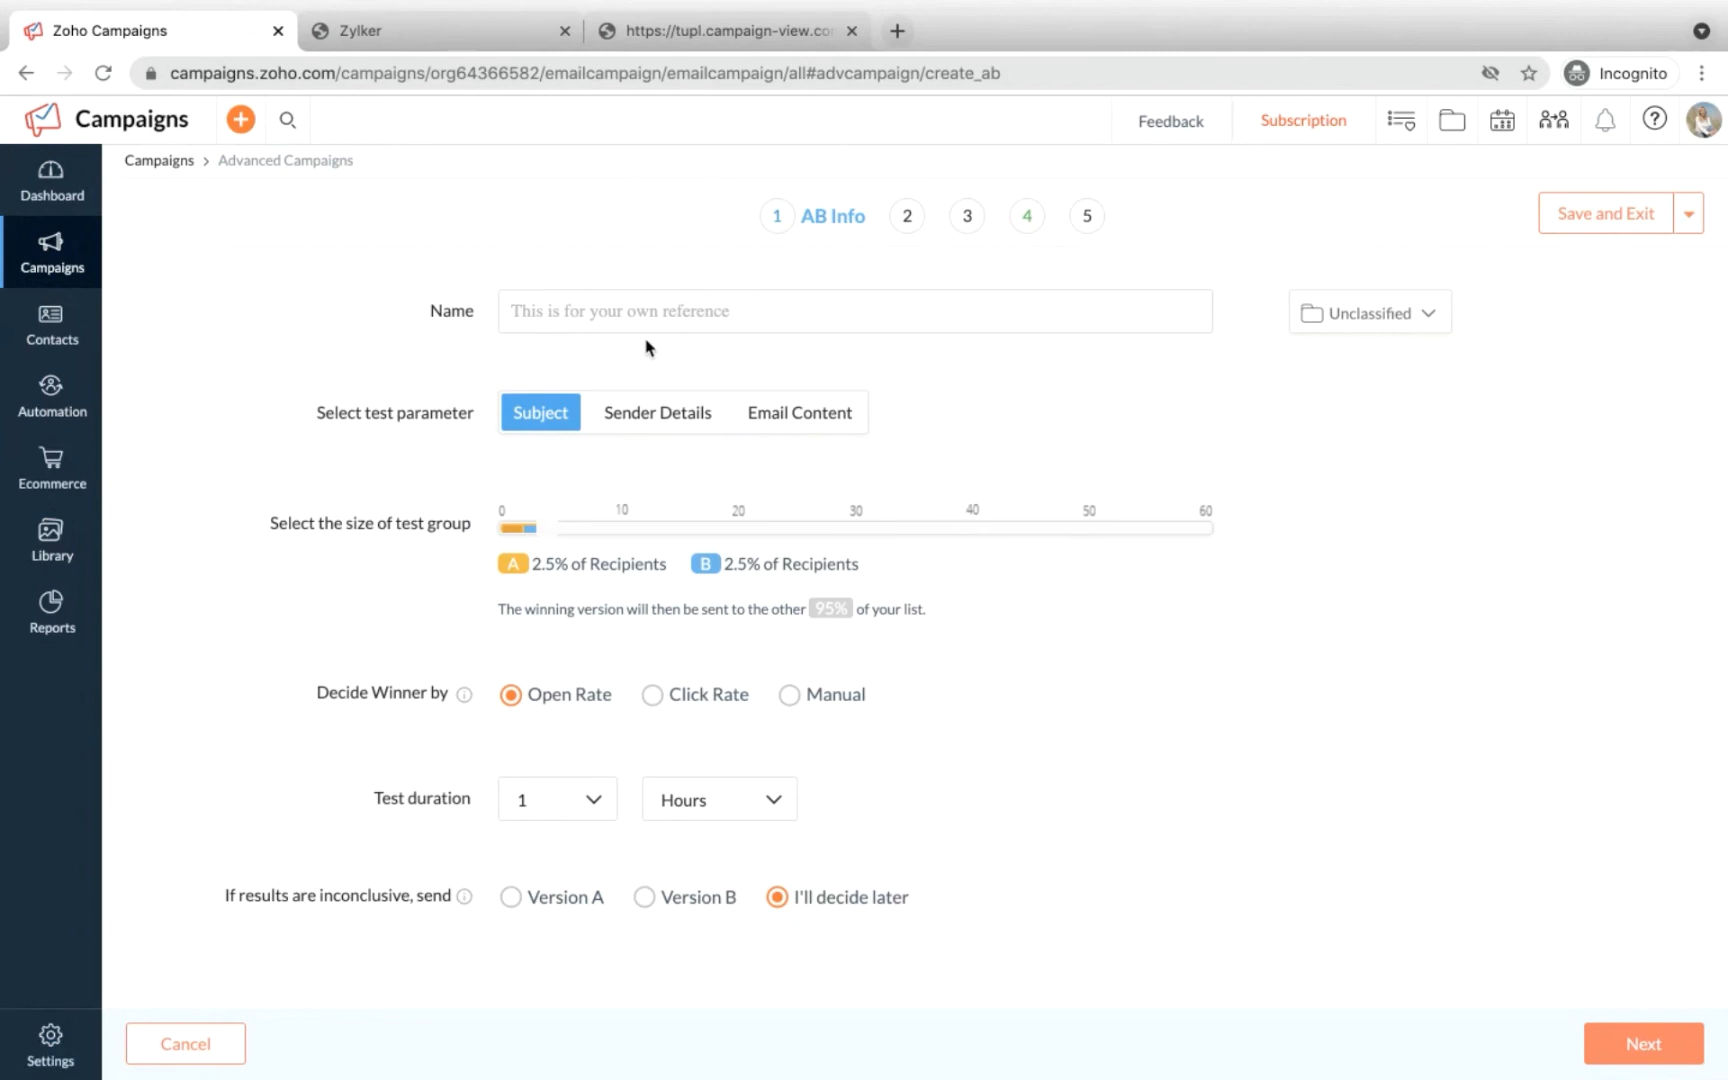 Zoho Campaigns
Zylker
https://tupl.campaign-view.co
campaigns.zoho.com/campaigns/org64366582/emailcampaign/emailcampaign/all#advcampaign/create_ab
Incognito
Campaigns
Feedback
Subscription
Campaigns > Advanced Campaigns
Dashboard
Campaigns
Contacts
Automation
Ecommerce
Library
Reports
Settings
1 AB Info 2 3 4 5
Save and Exit
Name
This is for your own reference
Unclassified
Select test parameter
Subject Sender Details Email Content
Select the size of test group
0 10 20 30 40 50 60
A 2.5% of Recipients B 2.5% of Recipients
The winning version will then be sent to the other 95% of your list.
Decide Winner by
Open Rate Click Rate Manual
Test duration
1 Hours
If results are inconclusive, send
Version A Version B I'll decide later
Cancel
Next